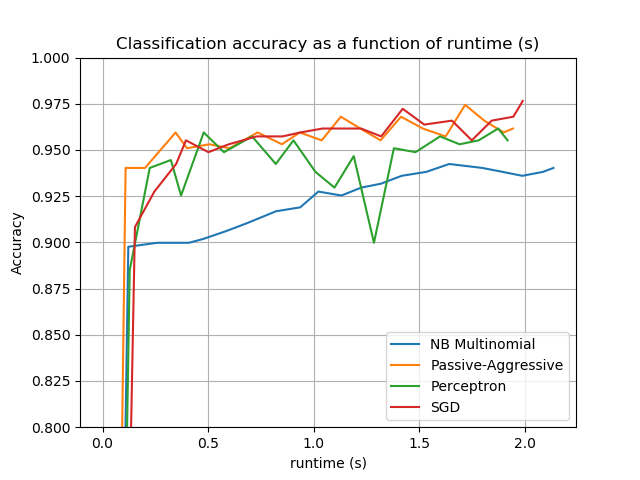 Classification accuracy as a function of runtime (s)
1.000
0.975
0.950
0.925
0.900
0.875
0.850
0.825
0.800
Accuracy
NB Multinomial
Passive-Aggressive
Perceptron
SGD
0.0 0.5 1.0 1.5 2.0
runtime (s)